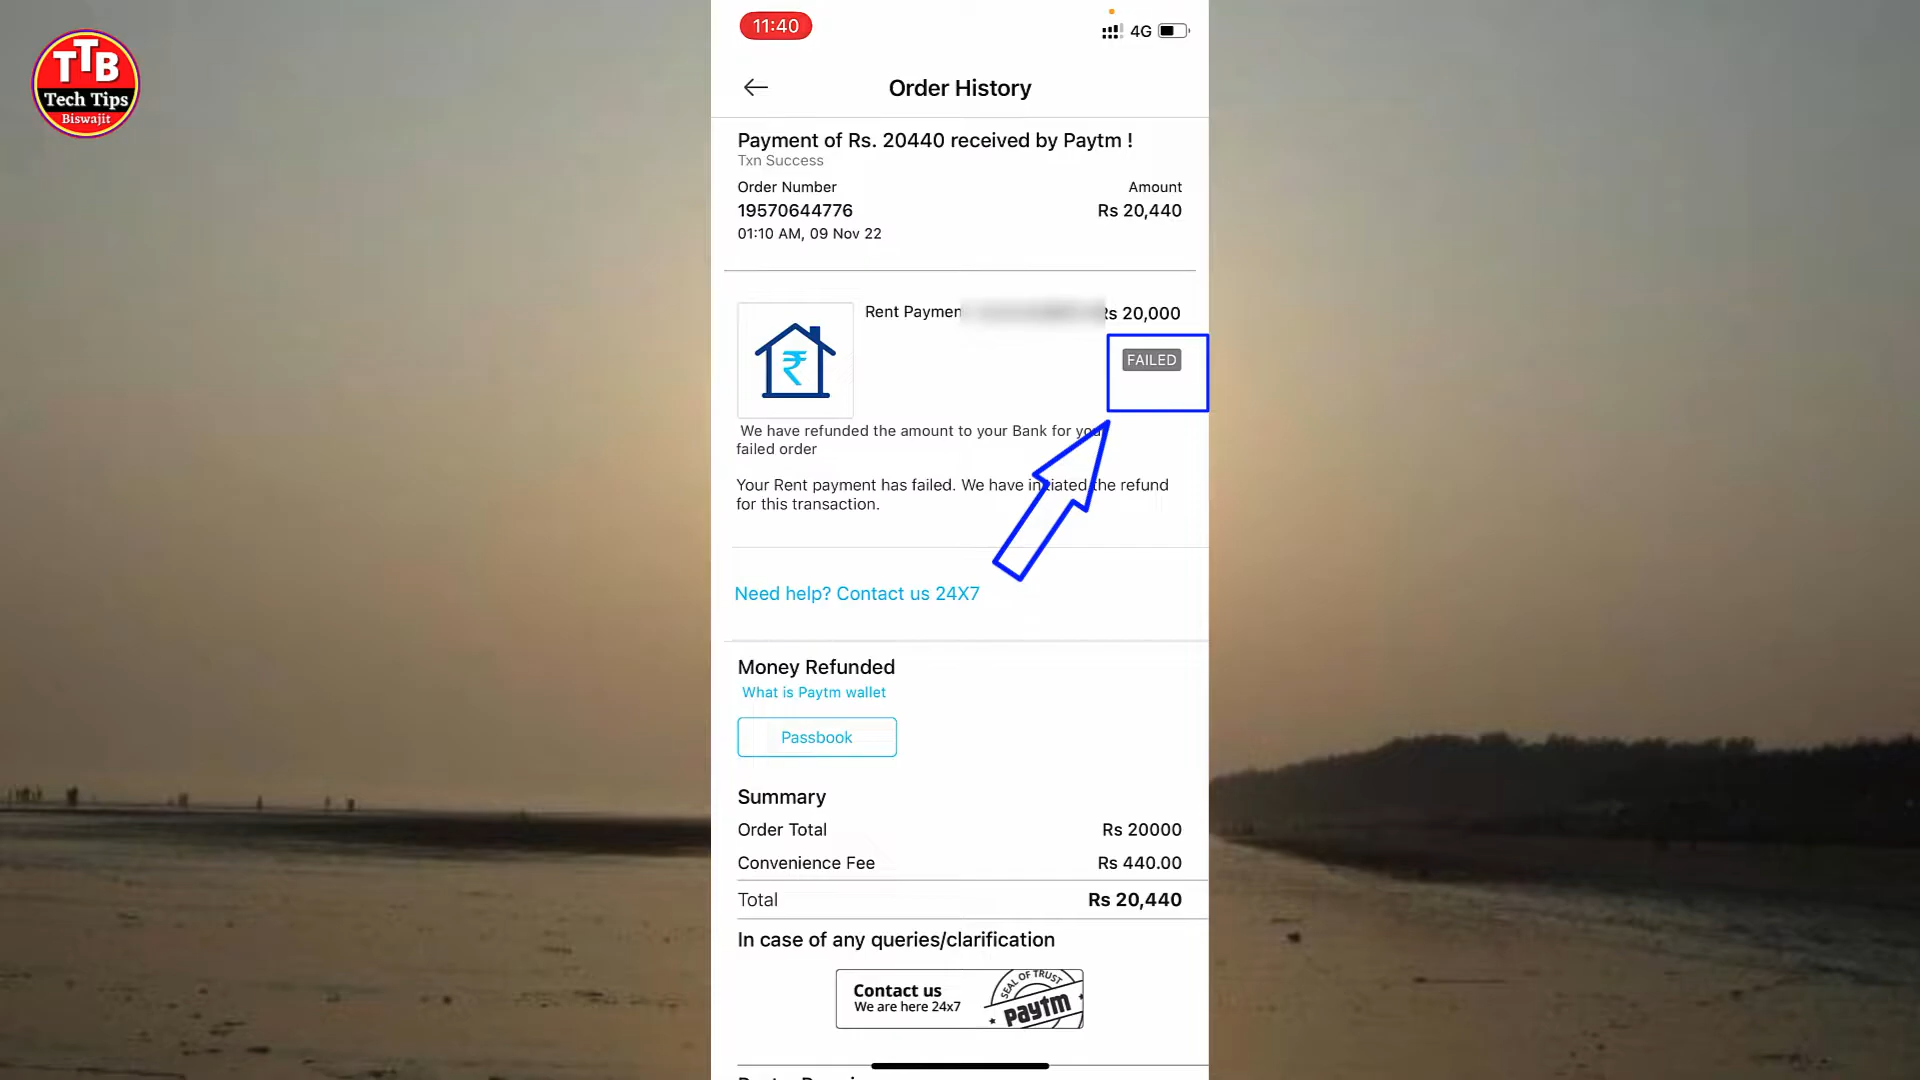 TTB
Tech Tips
Biswajit
11:40
4G
Order History
Payment of Rs. 20440 received by Paytm !
Txn Success
Order Number Amount
19570644776 Rs 20,440
01:10 AM, 09 Nov 22
Rent Paymen Rs 20,000
₹
FAILED
We have refunded the amount to your Bank for your
failed order
Your Rent payment has failed. We have initiated the refund
for this transaction.
Need help? Contact us 24X7
Money Refunded
What is Paytm wallet
Passbook
Summary
Order Total Rs 20000
Convenience Fee Rs 440.00
Total Rs 20,440
In case of any queries/clarification
Contact us
We are here 24x7
SEAL OF TRUST
paytm